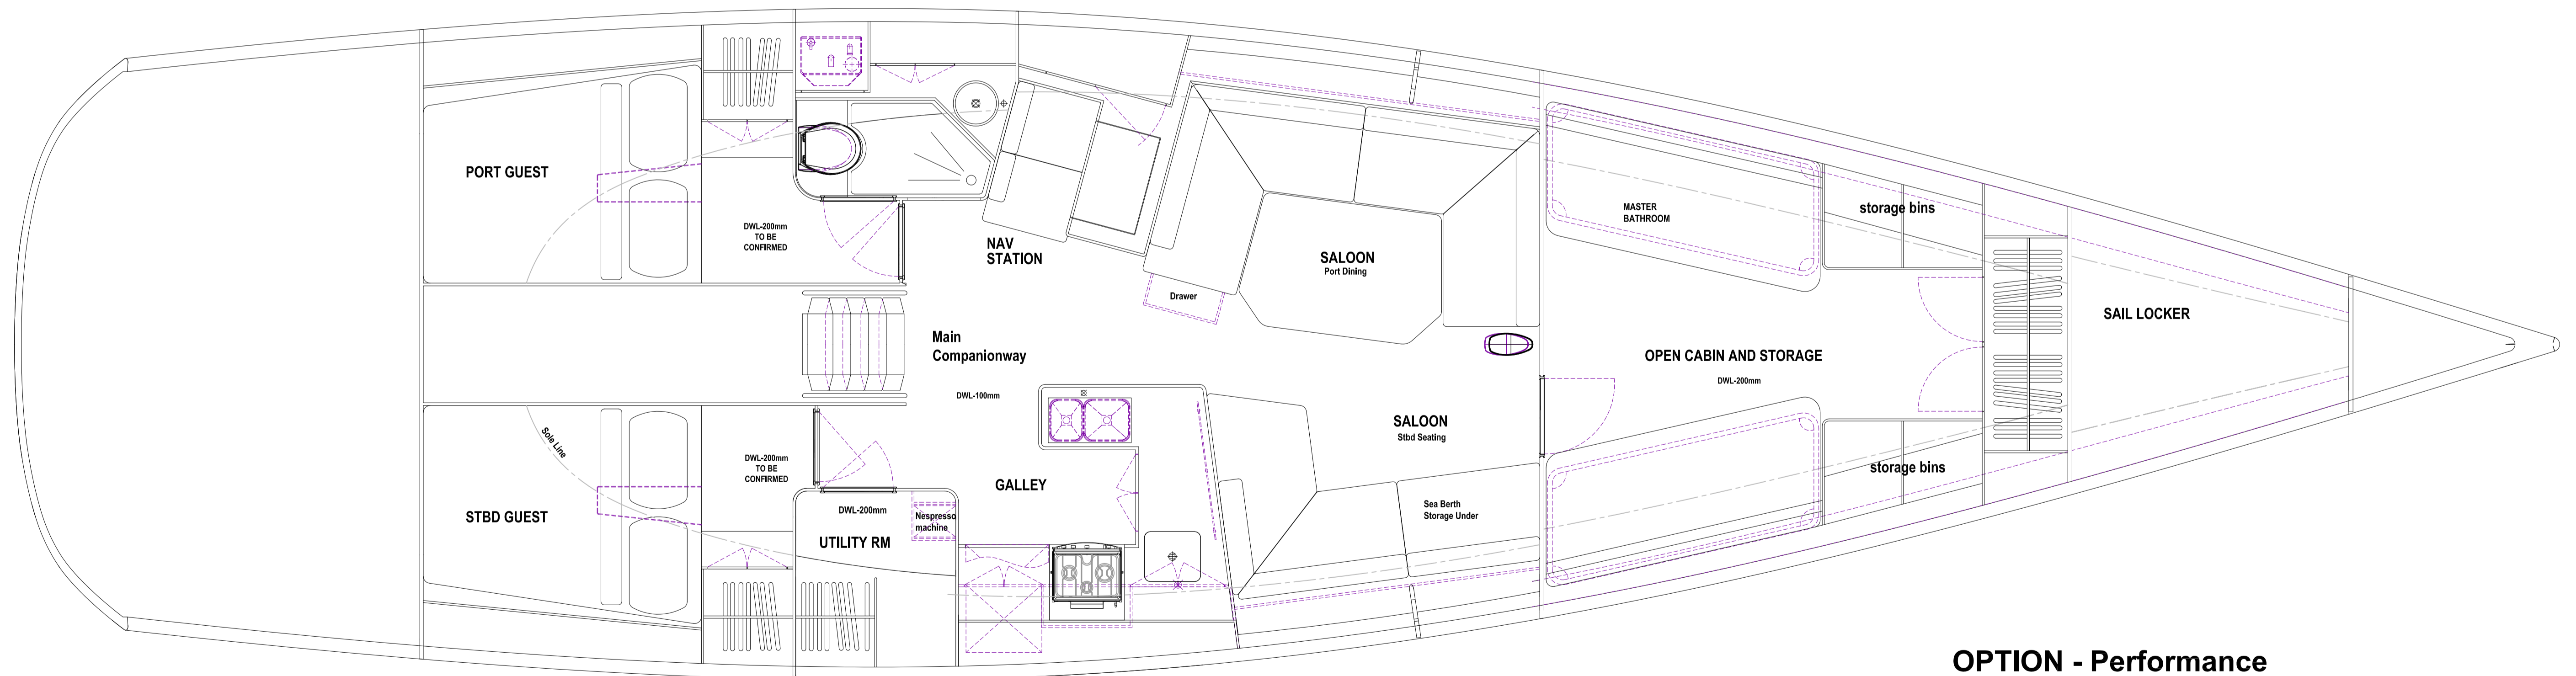 PORT GUEST
DWL-200mm
TO BE
CONFIRMED
NAV
STATION
SALOON
Port Dining
Drawer
MASTER
BATHROOM
storage bins
SAIL LOCKER
Main
Companionway
DWL-100mm
OPEN CABIN AND STORAGE
DWL-200mm
SALOON
Stbd Seating
Sole Line
DWL-200mm
TO BE
CONFIRMED
STBD GUEST
GALLEY
DWL-200mm
Nespresso
machine
UTILITY RM
Sea Berth
Storage Under
storage bins
OPTION - Performance